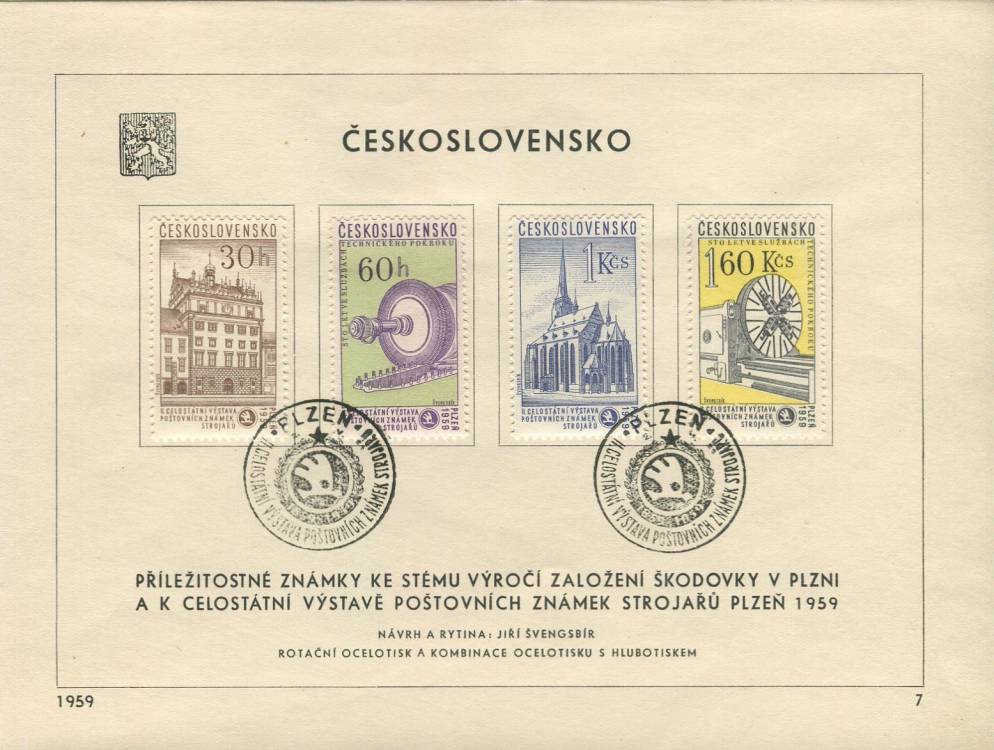 ČESKOSLOVENSKO
ČESKOSLOVENSKO
30h
II.CELOSTÁTNÍ VÝSTAVA
POŠTOVNÍCH ZNÁMEK
STROJAŘŮ
PLZEŇ
1959
ČESKOSLOVENSKO
STO LET VE SLUŽBÁCH
TECHNICKÉHO POKROKU
60h
II.CELOSTÁTNÍ VÝSTAVA
POŠTOVNÍCH ZNÁMEK
STROJAŘŮ
PLZEŇ
1959
ČESKOSLOVENSKO
1 KČS
II.CELOSTÁTNÍ VÝSTAVA
POŠTOVNÍCH ZNÁMEK
STROJAŘŮ
PLZEŇ
1959
ČESKOSLOVENSKO
STO LET VE SLUŽBÁCH
TECHNICKÉHO POKROKU
1 60 KČS
II.CELOSTÁTNÍ VÝSTAVA
POŠTOVNÍCH ZNÁMEK
STROJAŘŮ
PLZEŇ
1959
PLZEŇ
II.CELOSTÁTNÍ VÝSTAVA POŠTOVNÍCH ZNÁMEK STROJAŘŮ
PLZEŇ
II.CELOSTÁTNÍ VÝSTAVA POŠTOVNÍCH ZNÁMEK STROJAŘŮ
1959
PŘÍLEŽITOSTNÉ ZNÁMKY KE STÉMU VÝROČÍ ZALOŽENÍ ŠKODOVKY V PLZNI
A K CELOSTÁTNÍ VÝSTAVĚ POŠTOVNÍCH ZNÁMEK STROJAŘŮ PLZEŇ 1959
NÁVRH A RYTINA: JIŘÍ ŠVENGSBÍR
ROTAČNÍ OCELOTISK A KOMBINACE OCELOTISKU S HLUBOTISKEM
1959
7